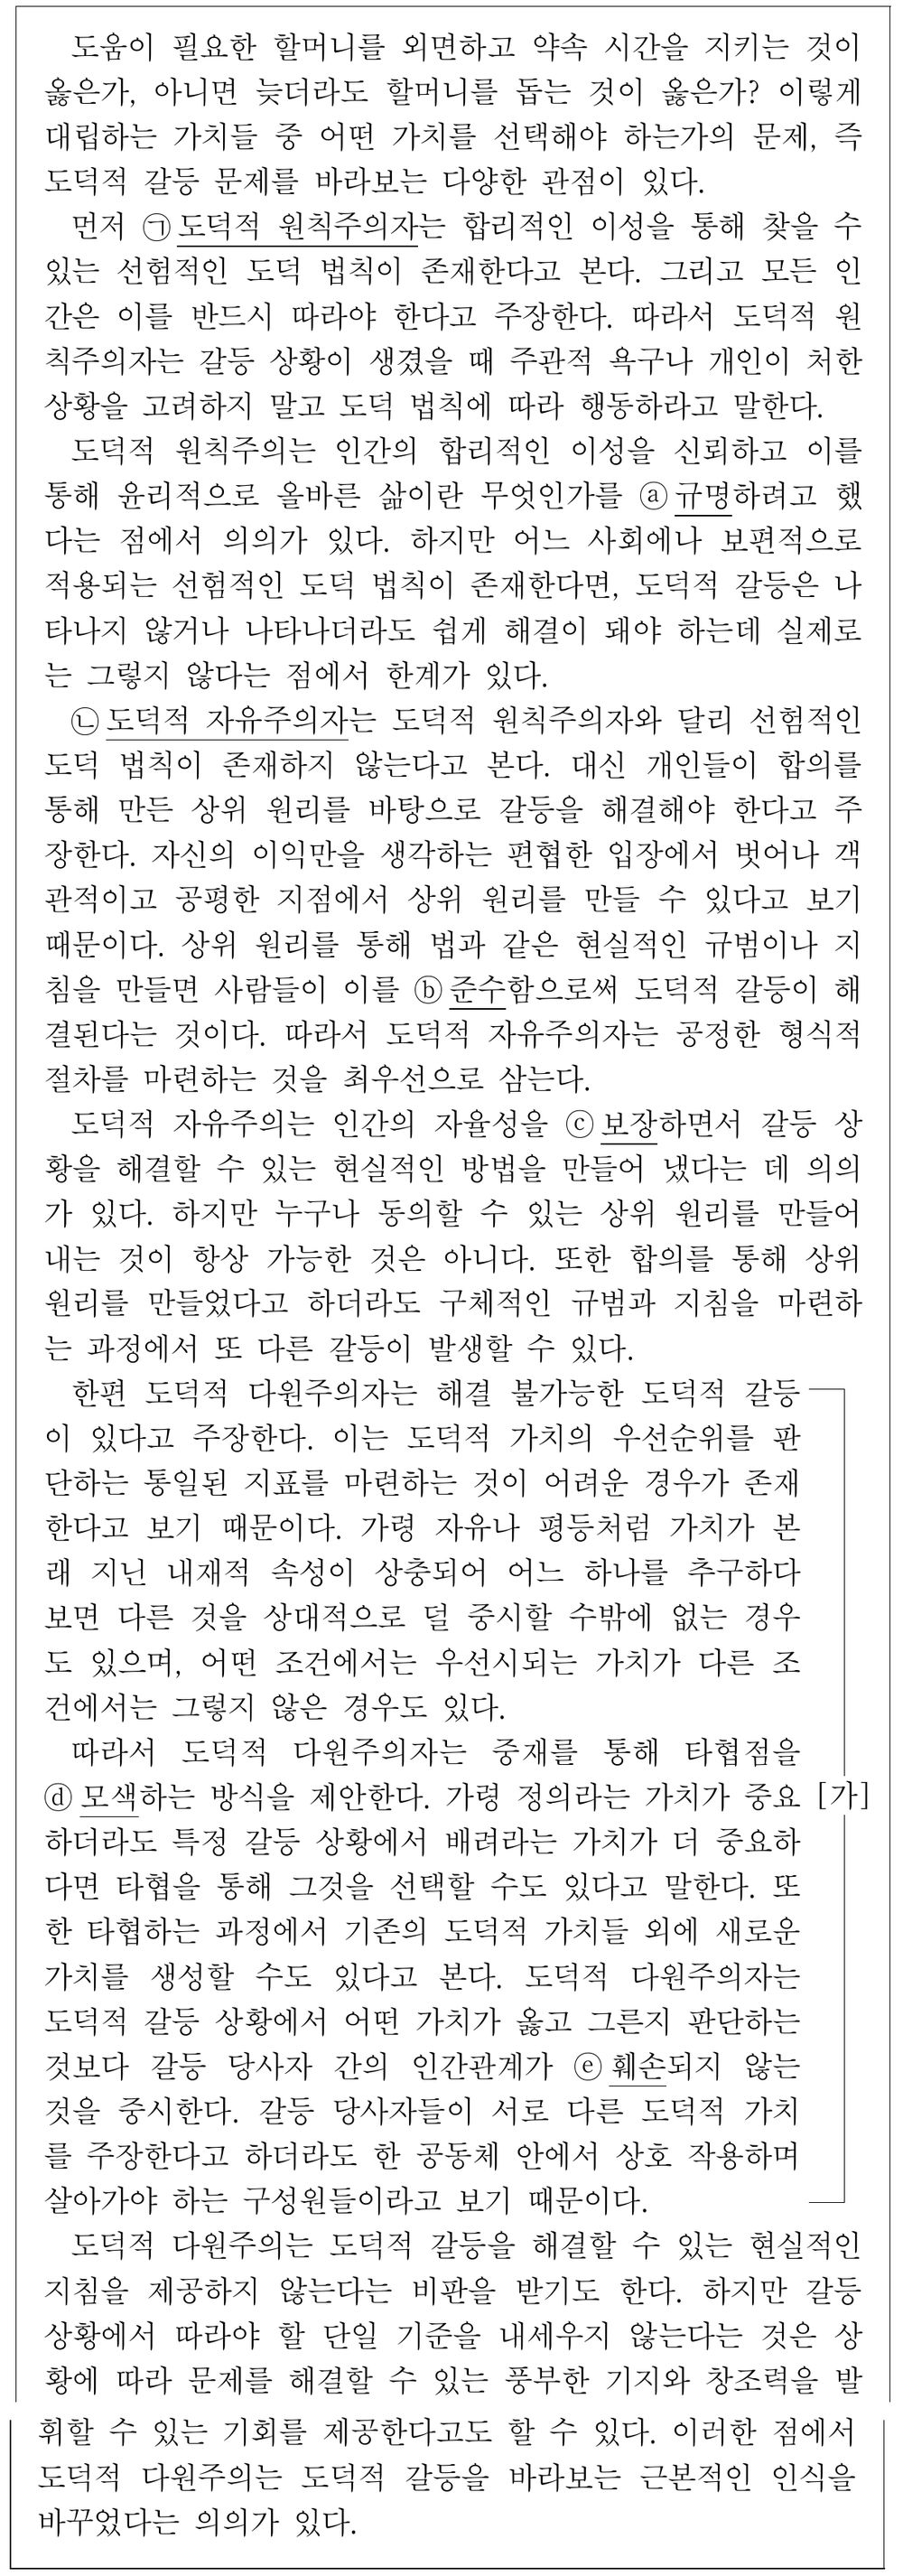 도움이 필요한 할머니를 외면하고 약속 시간을 지키는 것이
옳은가, 아니면 늦더라도 할머니를 돕는 것이 옳은가? 이렇게
대립하는 가치들 중 어떤 가치를 선택해야 하는가의 문제, 즉
도덕적 갈등 문제를 바라보는 다양한 관점이 있다.
먼저 ㉠도덕적 원칙주의자는 합리적인 이성을 통해 찾을 수
있는 선험적인 도덕 법칙이 존재한다고 본다. 그리고 모든 인
간은 이를 반드시 따라야 한다고 주장한다. 따라서 도덕적 원
칙주의자는 갈등 상황이 생겼을 때 주관적 욕구나 개인이 처한
상황을 고려하지 말고 도덕 법칙에 따라 행동하라고 말한다.
도덕적 원칙주의는 인간의 합리적인 이성을 신뢰하고 이를
통해 윤리적으로 올바른 삶이란 무엇인가를 ⓐ규명하려고 했
다는 점에서 의의가 있다. 하지만 어느 사회에나 보편적으로
적용되는 선험적인 도덕 법칙이 존재한다면, 도덕적 갈등은 나
타나지 않거나 나타나더라도 쉽게 해결이 돼야 하는데 실제로
는 그렇지 않다는 점에서 한계가 있다.
㉡도덕적 자유주의자는 도덕적 원칙주의자와 달리 선험적인
도덕 법칙이 존재하지 않는다고 본다. 대신 개인들이 합의를
통해 만든 상위 원리를 바탕으로 갈등을 해결해야 한다고 주
장한다. 자신의 이익만을 생각하는 편협한 입장에서 벗어나 객
관적이고 공평한 지점에서 상위 원리를 만들 수 있다고 보기
때문이다. 상위 원리를 통해 법과 같은 현실적인 규범이나 지
침을 만들면 사람들이 이를 ⓑ준수함으로써 도덕적 갈등이 해
결된다는 것이다. 따라서 도덕적 자유주의자는 공정한 형식적
절차를 마련하는 것을 최우선으로 삼는다.
도덕적 자유주의는 인간의 자율성을 ⓒ보장하면서 갈등 상
황을 해결할 수 있는 현실적인 방법을 만들어 냈다는 데 의의
가 있다. 하지만 누구나 동의할 수 있는 상위 원리를 만들어
내는 것이 항상 가능한 것은 아니다. 또한 합의를 통해 상위
원리를 만들었다고 하더라도 구체적인 규범과 지침을 마련하
는 과정에서 또 다른 갈등이 발생할 수 있다.
한편 도덕적 다원주의자는 해결 불가능한 도덕적 갈등
이 있다고 주장한다. 이는 도덕적 가치의 우선순위를 판
단하는 통일된 지표를 마련하는 것이 어려운 경우가 존재
한다고 보기 때문이다. 가령 자유나 평등처럼 가치가 본
래 지닌 내재적 속성이 상충되어 어느 하나를 추구하다
보면 다른 것을 상대적으로 덜 중시할 수밖에 없는 경우
도 있으며, 어떤 조건에서는 우선시되는 가치가 다른 조
건에서는 그렇지 않은 경우도 있다.
따라서 도덕적 다원주의자는 중재를 통해 타협점을
ⓓ모색하는 방식을 제안한다. 가령 정의라는 가치가 중요 [가]
하더라도 특정 갈등 상황에서 배려라는 가치가 더 중요하
다면 타협을 통해 그것을 선택할 수도 있다고 말한다. 또
한 타협하는 과정에서 기존의 도덕적 가치들 외에 새로운
가치를 생성할 수도 있다고 본다. 도덕적 다원주의자는
도덕적 갈등 상황에서 어떤 가치가 옳고 그른지 판단하는
것보다 갈등 당사자 간의 인간관계가 ⓔ훼손되지 않는
것을 중시한다. 갈등 당사자들이 서로 다른 도덕적 가치
를 주장한다고 하더라도 한 공동체 안에서 상호 작용하며
살아가야 하는 구성원들이라고 보기 때문이다.
도덕적 다원주의는 도덕적 갈등을 해결할 수 있는 현실적인
지침을 제공하지 않는다는 비판을 받기도 한다. 하지만 갈등
상황에서 따라야 할 단일 기준을 내세우지 않는다는 것은 상
황에 따라 문제를 해결할 수 있는 풍부한 기지와 창조력을 발
휘할 수 있는 기회를 제공한다고도 할 수 있다. 이러한 점에서
도덕적 다원주의는 도덕적 갈등을 바라보는 근본적인 인식을
바꾸었다는 의의가 있다.